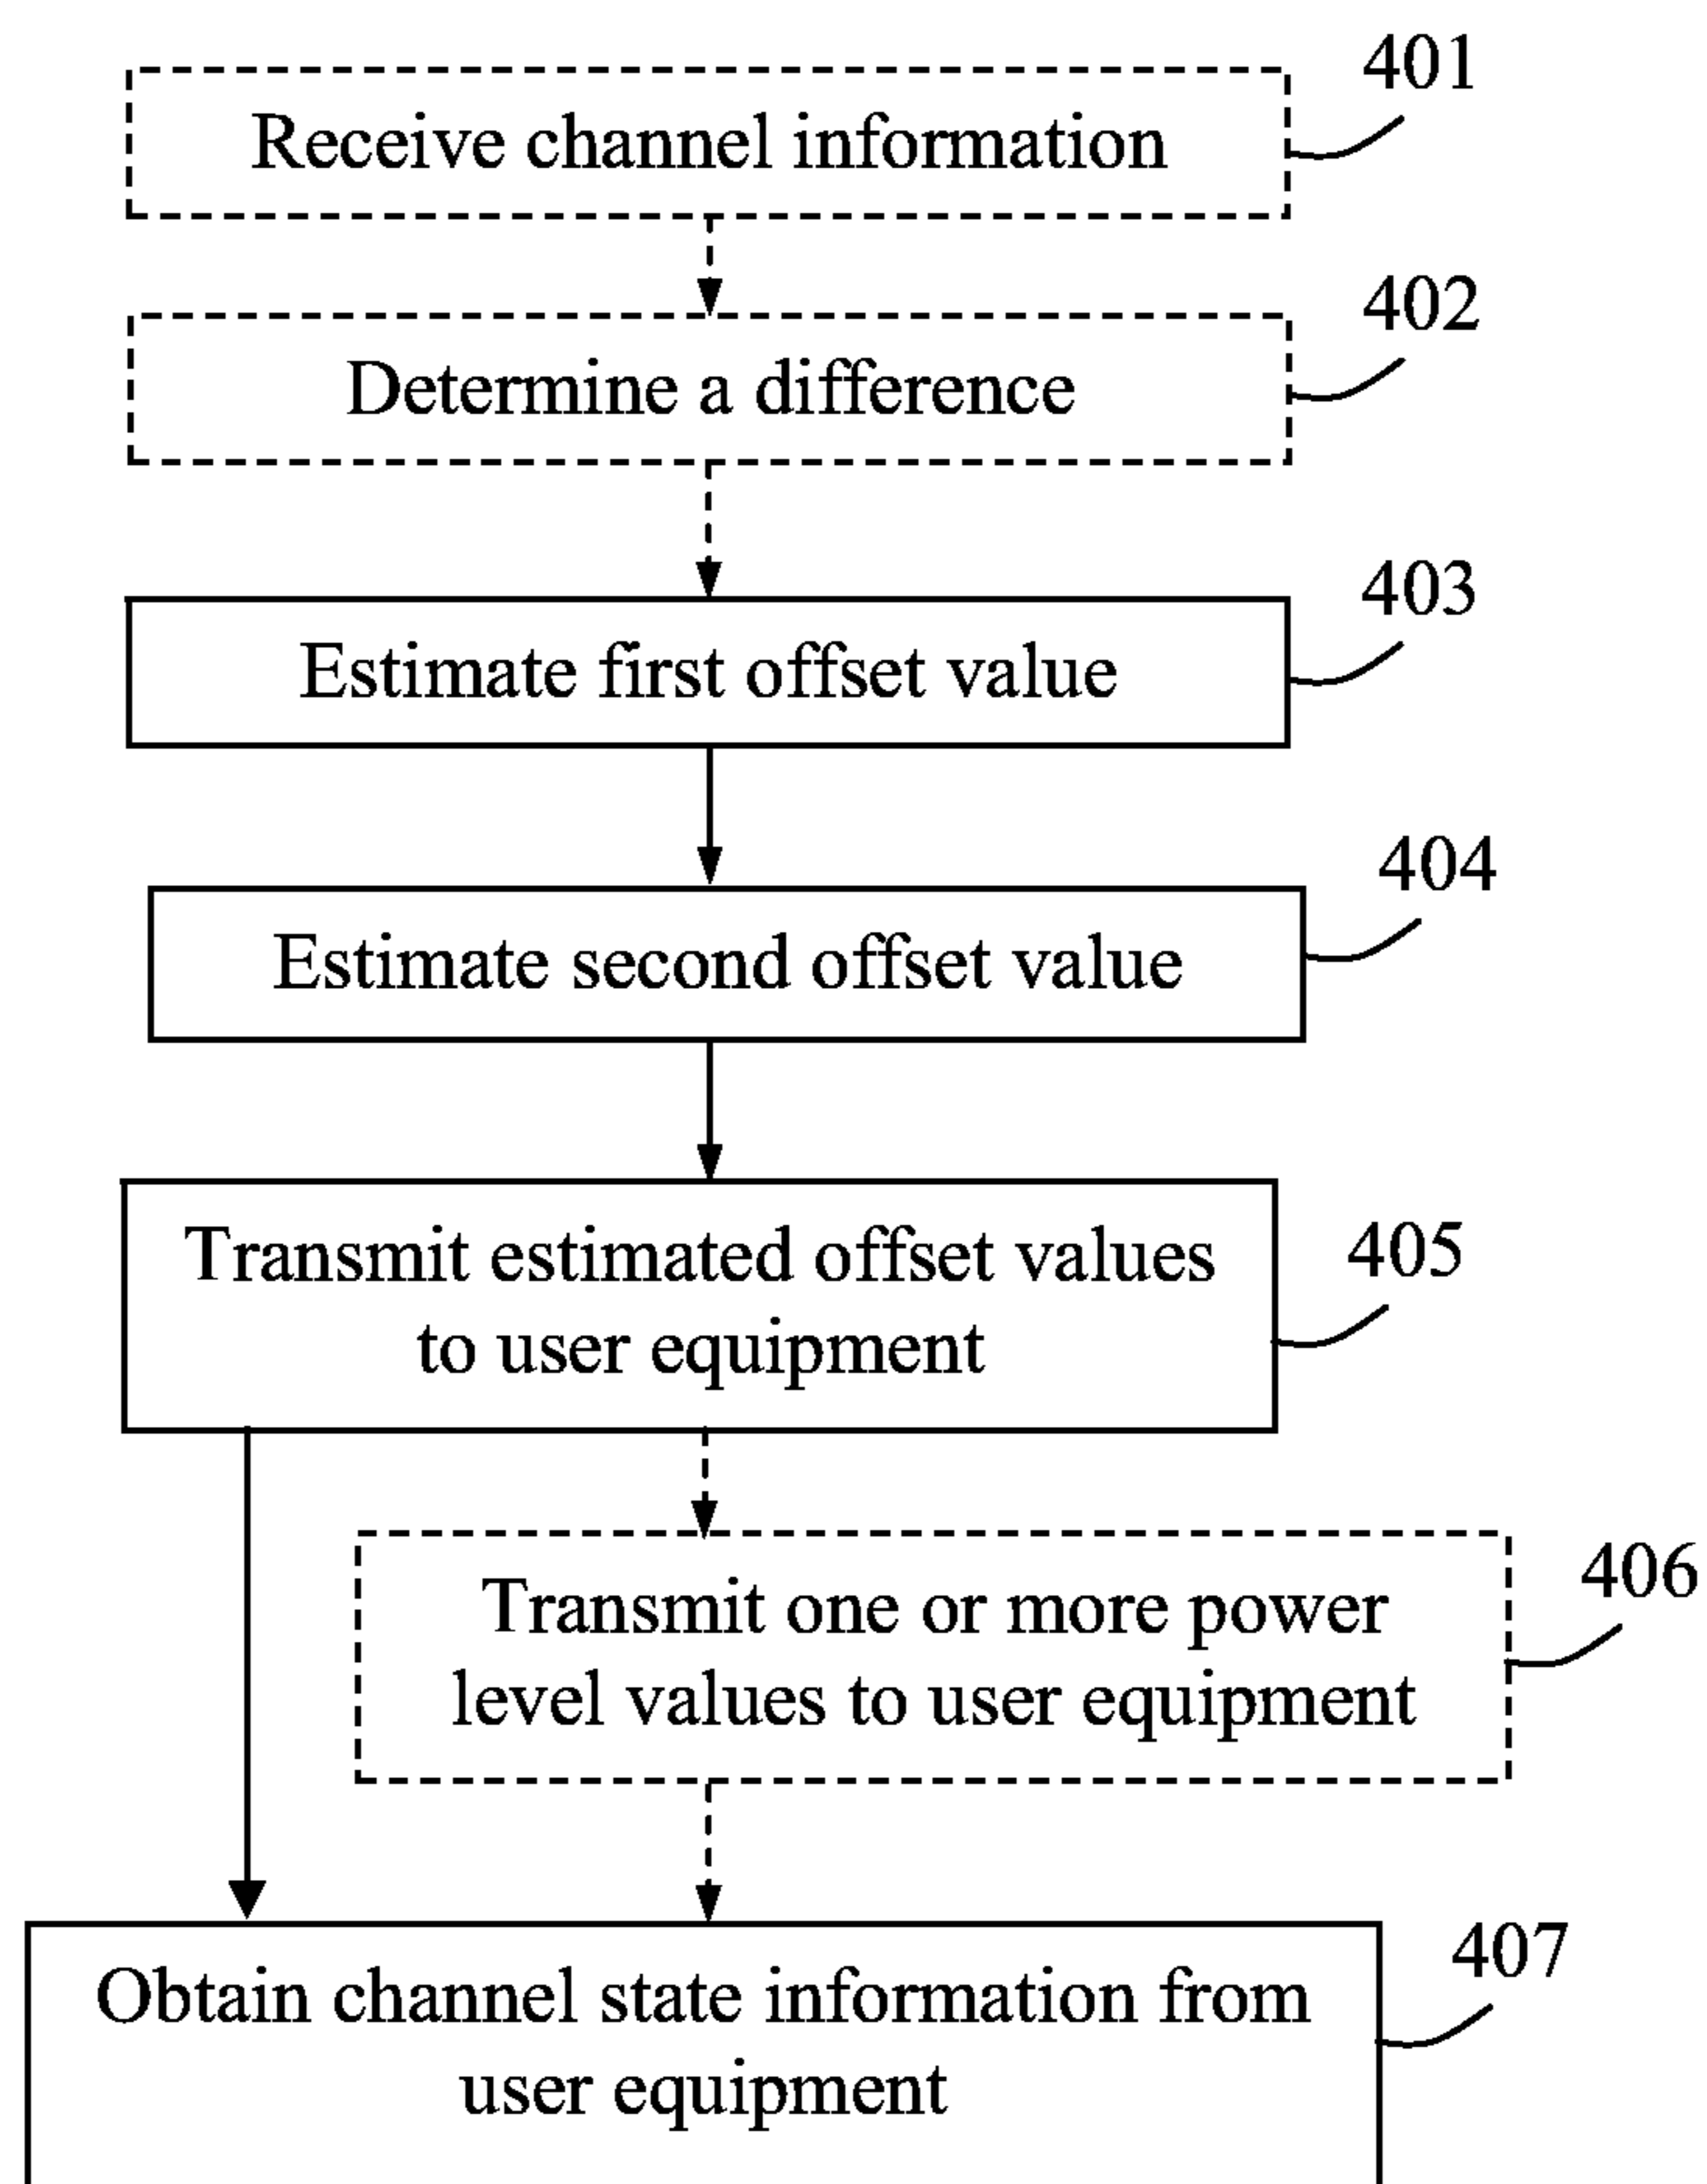 401
Receive channel information
402
Determine a difference
403
Estimate first offset value
404
Estimate second offset value
405
Transmit estimated offset values
to user equipment
406
Transmit one or more power
level values to user equipment
407
Obtain channel state information from
user equipment